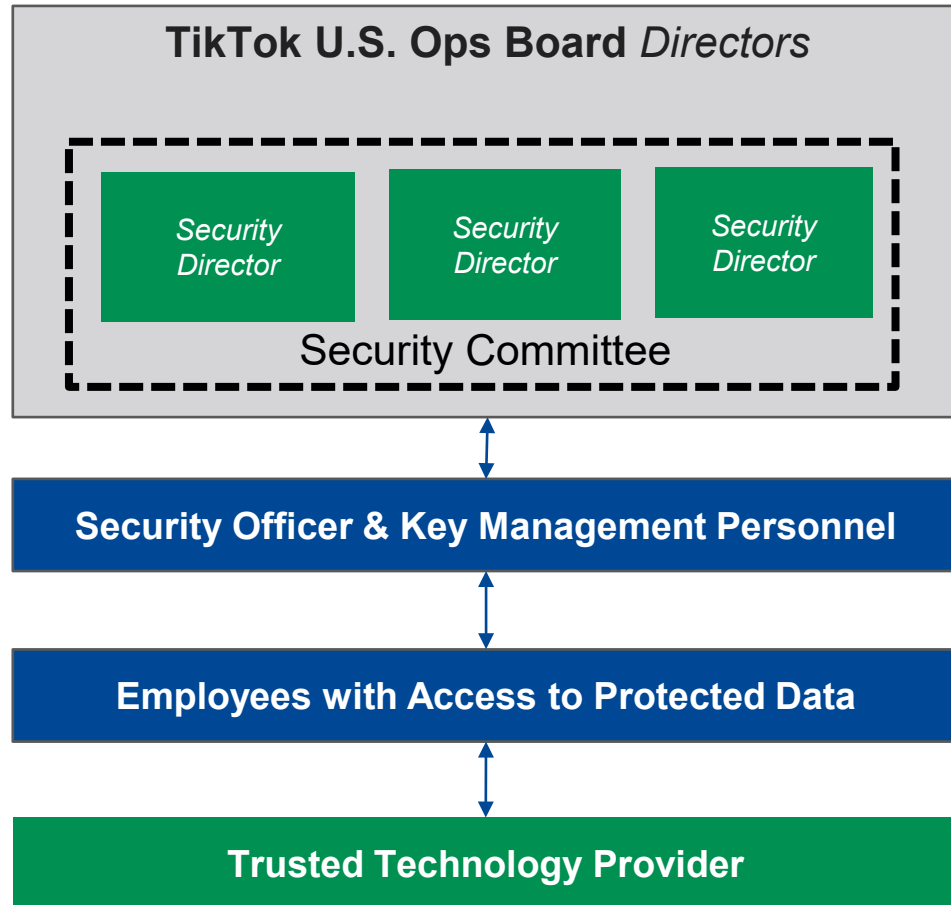 TikTok U.S. Ops Board Directors
Security
Director
Security
Director
Security
Director
Security Committee
Security Officer & Key Management Personnel
Employees with Access to Protected Data
Trusted Technology Provider